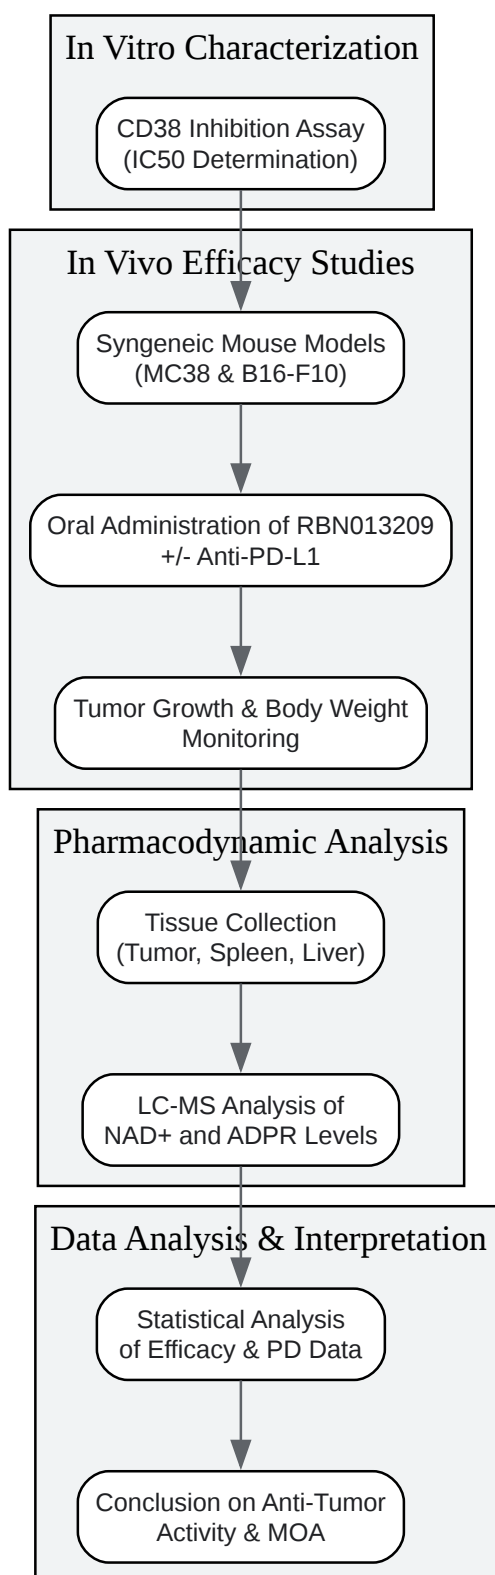 In Vitro Characterization
CD38 Inhibition Assay
(IC50 Determination)
In Vivo Efficacy Studies
Syngeneic Mouse Models
(MC38 & B16-F10)
Oral Administration of RBN013209
+/- Anti-PD-L1
Tumor Growth & Body Weight
Monitoring
Pharmacodynamic Analysis
Tissue Collection
(Tumor, Spleen, Liver)
LC-MS Analysis of
NAD+ and ADPR Levels
Data Analysis & Interpretation
Statistical Analysis
of Efficacy & PD Data
Conclusion on Anti-Tumor
Activity & MOA